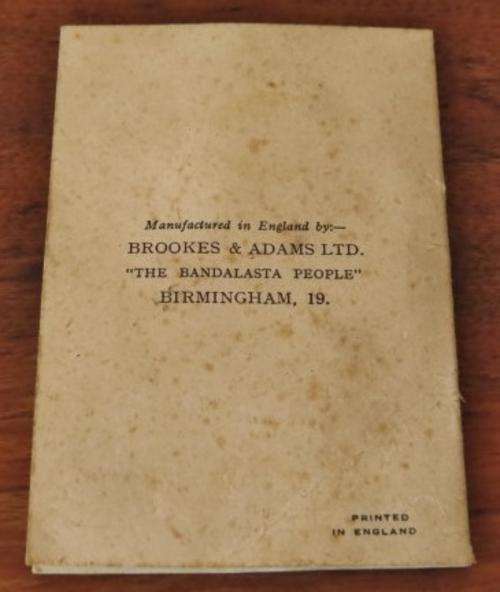 Manufactured in England by:—
BROOKES & ADAMS LTD.
"THE BANDALASTA PEOPLE"
BIRMINGHAM, 19.
PRINTED
IN ENGLAND